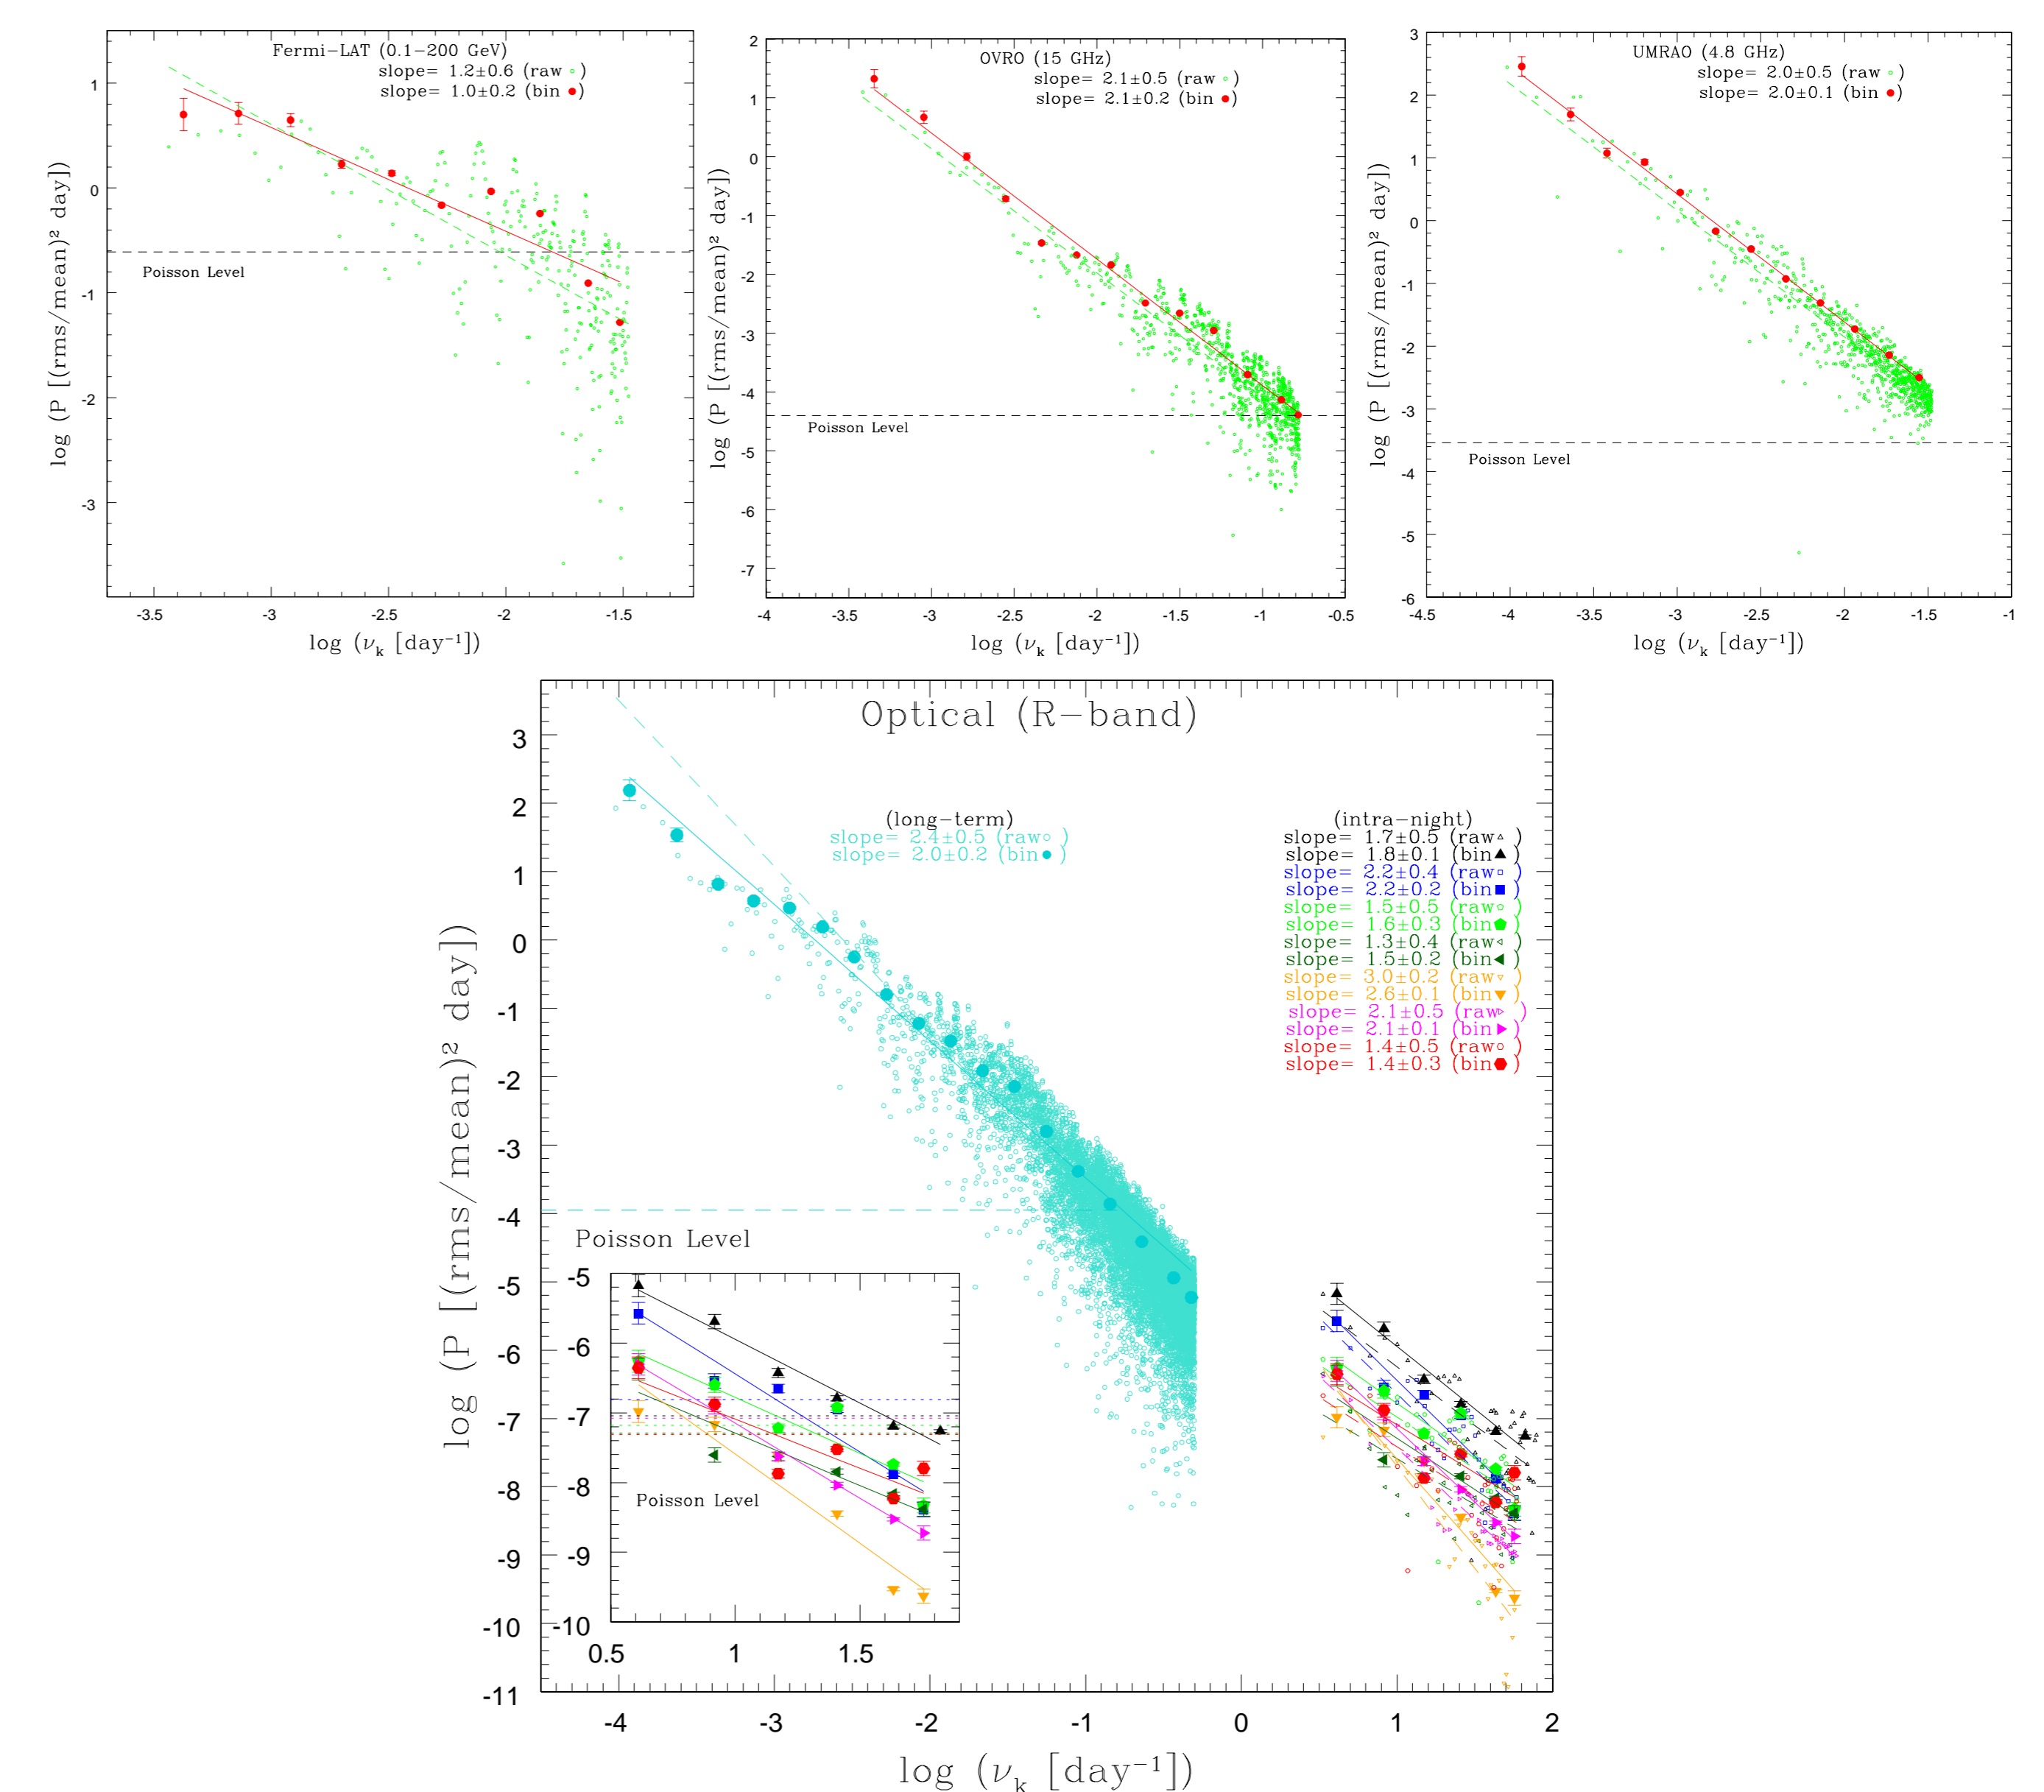 Fermi-LAT (0.1-200 GeV)
slope= 1.2±0.6 (raw )
slope= 1.0±0.2 (bin )
1
0
-1
-2
-3
Poisson Level
-3.5
-3
-2.5
-2
-1.5
log (P [(rms/mean)² day])
log (νk [day⁻¹])
OVRO (15 GHz)
slope= 2.1±0.5 (raw )
slope= 2.1±0.2 (bin )
2
1
0
-1
-2
-3
-4
-5
-6
-7
Poisson Level
-4
-3.5
-3
-2.5
-2
-1.5
-1
-0.5
log (P [(rms/mean)² day])
log (νk [day⁻¹])
UMRAO (4.8 GHz)
slope= 2.0±0.5 (raw )
slope= 2.0±0.1 (bin )
3
2
1
0
-1
-2
-3
-4
-5
-6
Poisson Level
-4.5
-4
-3.5
-3
-2.5
-2
-1.5
-1
log (P [(rms/mean)² day])
log (νk [day⁻¹])
Optical (R-band)
(long-term)
slope= 2.4±0.5 (raw )
slope= 2.0±0.2 (bin )
(intra-night)
slope= 1.7±0.5 (raw )
slope= 1.8±0.1 (bin )
slope= 2.2±0.4 (raw )
slope= 2.2±0.2 (bin )
slope= 1.5±0.5 (raw )
slope= 1.6±0.3 (bin )
slope= 1.3±0.4 (raw )
slope= 1.5±0.2 (bin )
slope= 3.0±0.2 (raw )
slope= 2.6±0.1 (bin )
slope= 2.1±0.5 (raw )
slope= 2.1±0.1 (bin )
slope= 1.4±0.5 (raw )
slope= 1.4±0.3 (bin )
3
2
1
0
-1
-2
-3
-4
-5
-6
-7
-8
-9
-10
-11
Poisson Level
-5
-6
-7
-8
-9
-10
Poisson Level
0.5
1
1.5
-4
-3
-2
-1
0
1
2
log (P [(rms/mean)² day])
log (νk [day⁻¹])